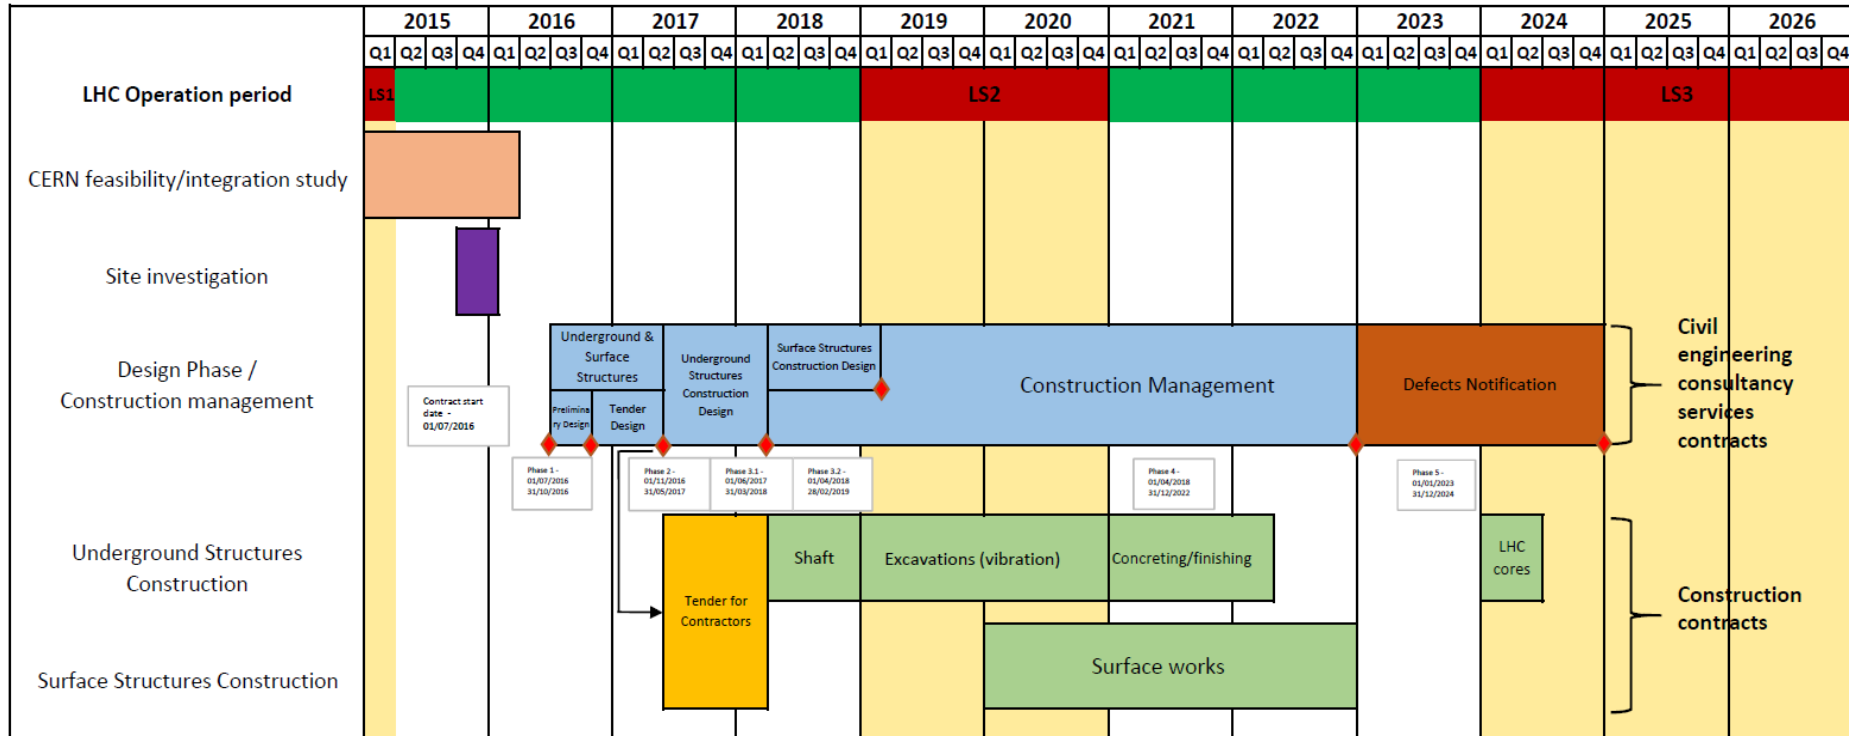 2015 2016 2017 2018 2019 2020 2021 2022 2023 2024 2025 2026
Q1 Q2 Q3 Q4 Q1 Q2 Q3 Q4 Q1 Q2 Q3 Q4 Q1 Q2 Q3 Q4 Q1 Q2 Q3 Q4 Q1 Q2 Q3 Q4 Q1 Q2 Q3 Q4 Q1 Q2 Q3 Q4 Q1 Q2 Q3 Q4 Q1 Q2 Q3 Q4 Q1 Q2 Q3 Q4 Q1 Q2 Q3 Q4
LHC Operation period
LS1
LS2
LS3
CERN feasibility/integration study
Site investigation
Design Phase /
Construction management
Contract start
date -
01/07/2016
Underground &
Surface
Structures
Prelimina
ry Design
Tender
Design
Underground
Structures
Construction
Design
Surface Structures
Construction Design
Construction Management
Defects Notification
Civil
engineering
consultancy
services
contracts
Phase 1 -
01/07/2016
31/10/2016
Phase 2 -
01/11/2016
31/05/2017
Phase 3.1 -
01/06/2017
31/03/2018
Phase 3.2 -
01/04/2018
28/02/2019
Phase 4 -
01/04/2018
31/12/2022
Phase 5 -
01/01/2023
31/12/2024
Underground Structures
Construction
Tender for
Contractors
Shaft
Excavations (vibration)
Concreting/finishing
LHC
cores
Construction
contracts
Surface Structures Construction
Surface works